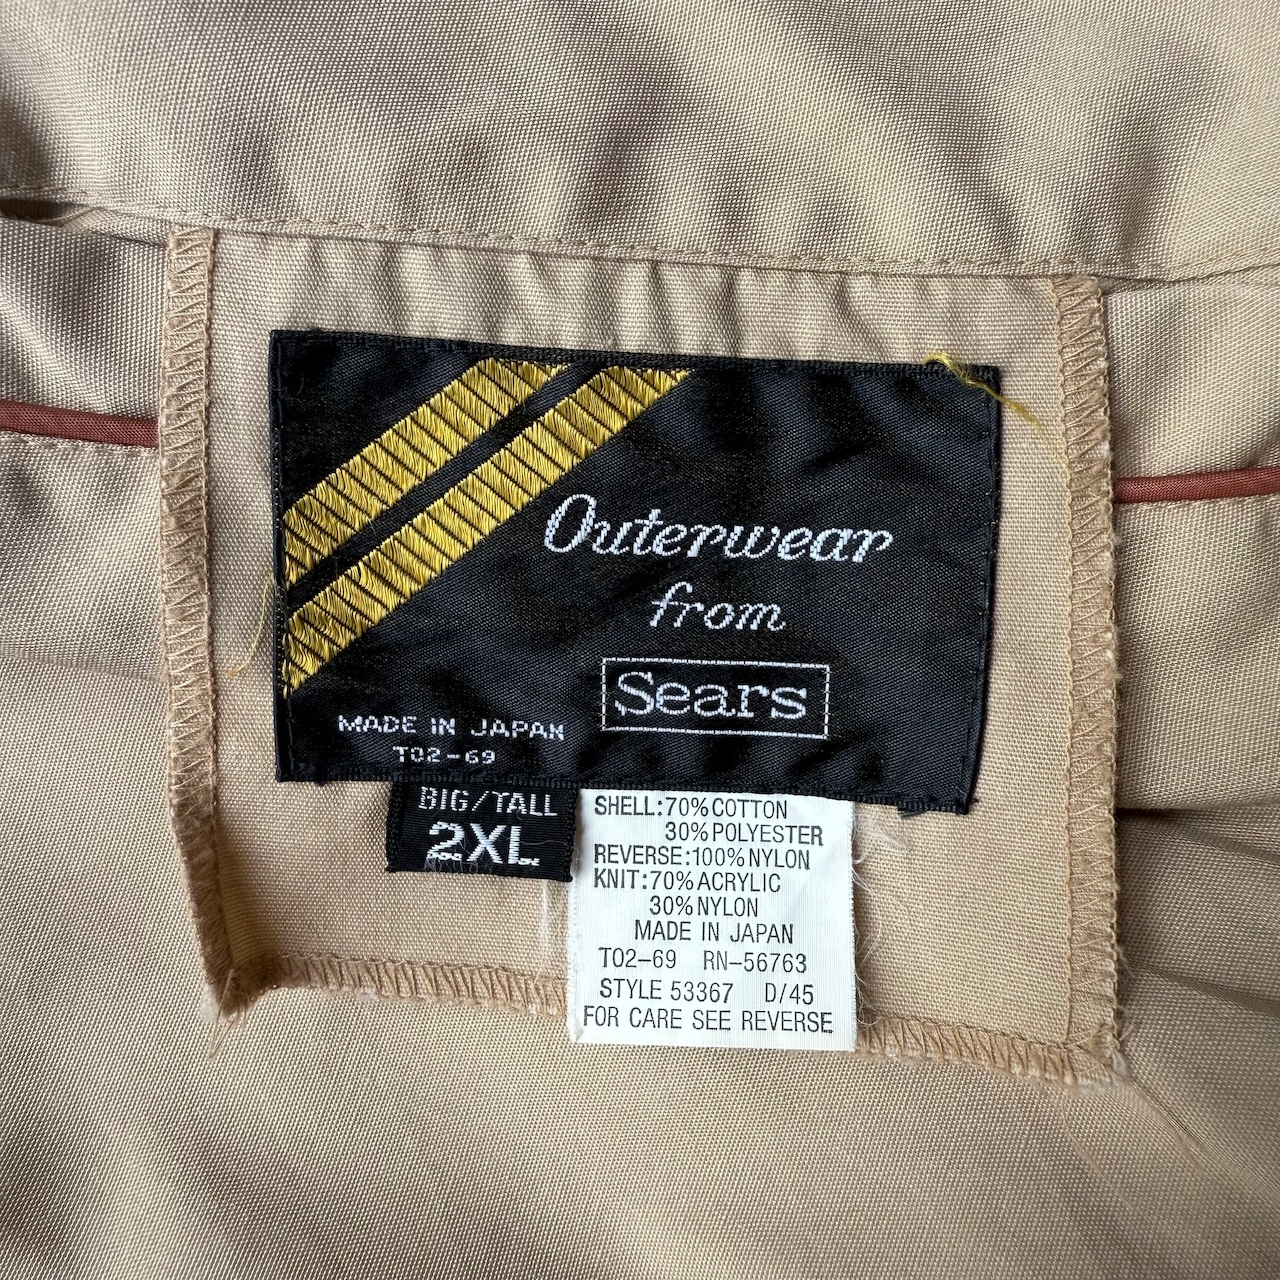 Outerwear
from
Sears
MADE IN JAPAN
T02-69
BIG/TALL
2XL
SHELL:70%COTTON
30%POLYESTER
REVERSE:100%NYLON
KNIT:70%ACRYLIC
30%NYLON
MADE IN JAPAN
T02-69 RN-56763
STYLE 53367 D/45
FOR CARE SEE REVERSE